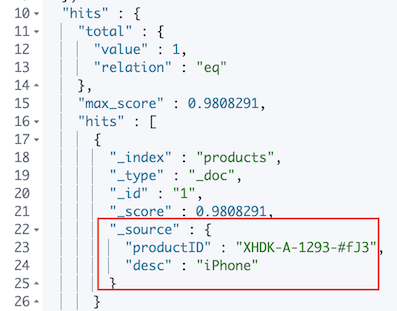 10 "hits" : {
11 "total" : {
12 "value" : 1,
13 "relation" : "eq"
14 },
15 "max_score" : 0.9808291,
16 "hits" : [
17 {
18 "_index" : "products",
19 "_type" : "_doc",
20 "_id" : "1",
21 "_score" : 0.9808291,
22 "_source" : {
23 "productID" : "XHDK-A-1293-#fJ3",
24 "desc" : "iPhone"
25 }
26 }